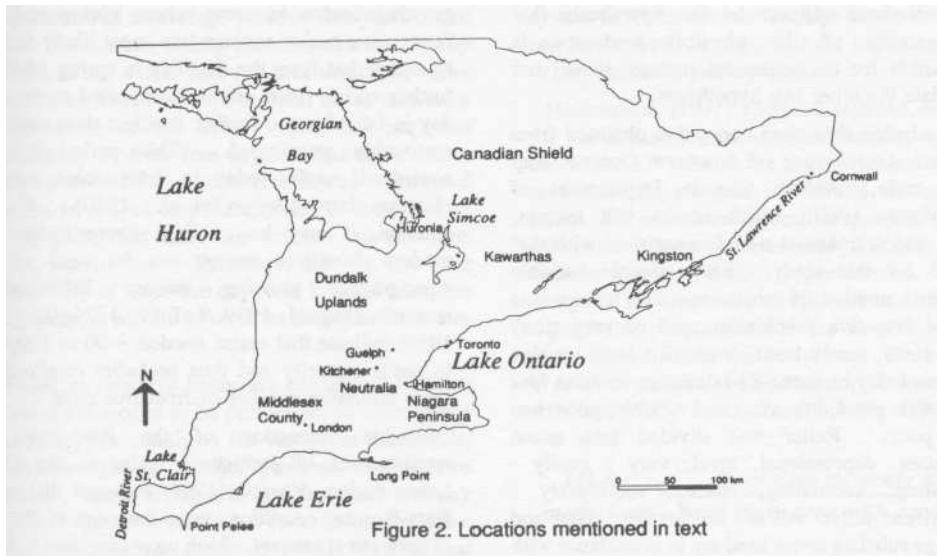 Georgian
Bay
Canadian Shield
Lake
Huron
Lake
Simcoe
Huronia
Cornwall
St. Lawrence River
Kawarthas
Kingston
Dundalk
Uplands
Toronto
Guelph
Lake Ontario
Kitchener
Neutralia
Hamilton
N
Middlesex
County
Niagara
Peninsula
London
Lake
St. Clair
Long Point
0 50 100 km
Detroit River
Lake Erie
Point Pelee
Figure 2. Locations mentioned in text